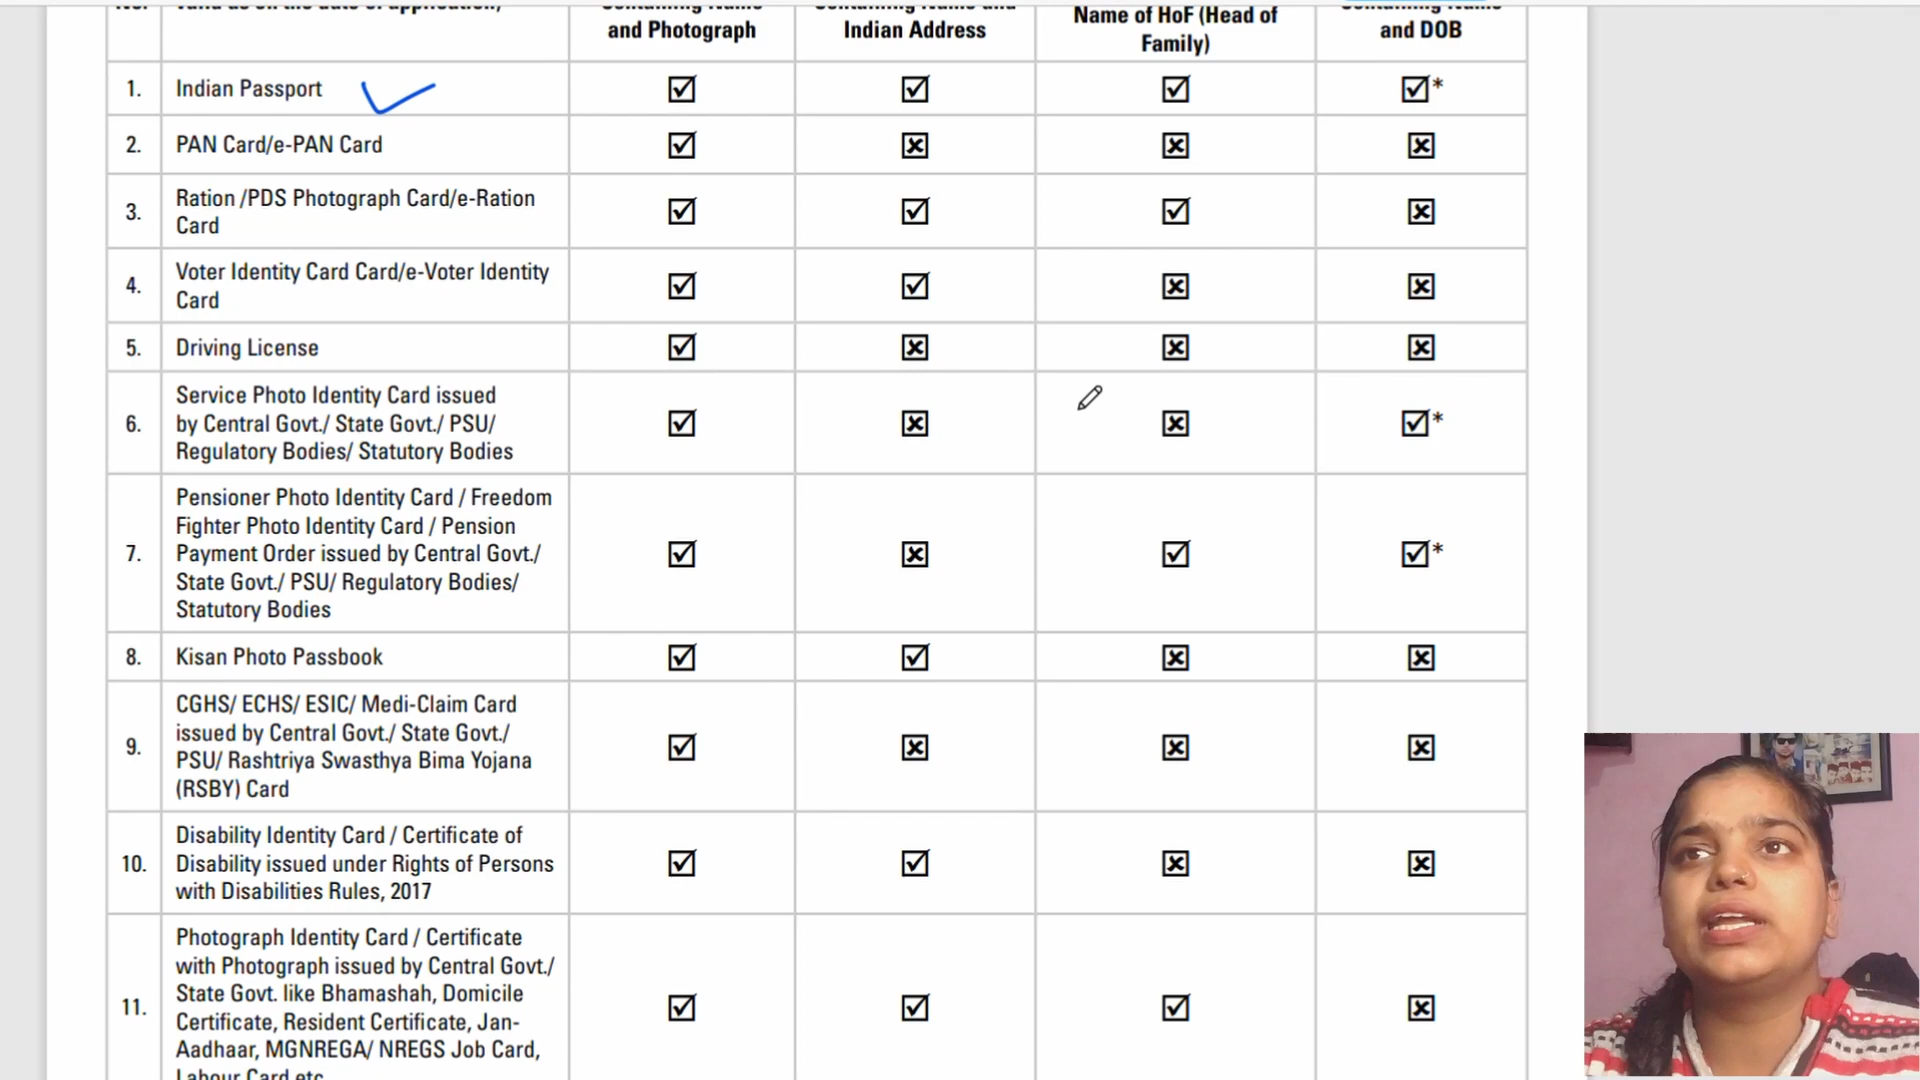 and Photograph
Indian Address
Name of HoF (Head of
Family)
and DOB
1. Indian Passport ☑ ☑ ☑ ☑*
2. PAN Card/e-PAN Card ☑ ☒ ☒ ☒
3. Ration /PDS Photograph Card/e-Ration
Card ☑ ☑ ☑ ☒
4. Voter Identity Card Card/e-Voter Identity
Card ☑ ☑ ☒ ☒
5. Driving License ☑ ☒ ☒ ☒
6. Service Photo Identity Card issued
by Central Govt./ State Govt./ PSU/
Regulatory Bodies/ Statutory Bodies ☑ ☒ ☒ ☑*
7. Pensioner Photo Identity Card / Freedom
Fighter Photo Identity Card / Pension
Payment Order issued by Central Govt./
State Govt./ PSU/ Regulatory Bodies/
Statutory Bodies ☑ ☒ ☑ ☑*
8. Kisan Photo Passbook ☑ ☑ ☒ ☒
9. CGHS/ ECHS/ ESIC/ Medi-Claim Card
issued by Central Govt./ State Govt./
PSU/ Rashtriya Swasthya Bima Yojana
(RSBY) Card ☑ ☒ ☒ ☒
10. Disability Identity Card / Certificate of
Disability issued under Rights of Persons
with Disabilities Rules, 2017 ☑ ☑ ☒ ☒
11. Photograph Identity Card / Certificate
with Photograph issued by Central Govt./
State Govt. like Bhamashah, Domicile
Certificate, Resident Certificate, Jan-
Aadhaar, MGNREGA/ NREGS Job Card,
Labour Card etc ☑ ☑ ☑ ☒